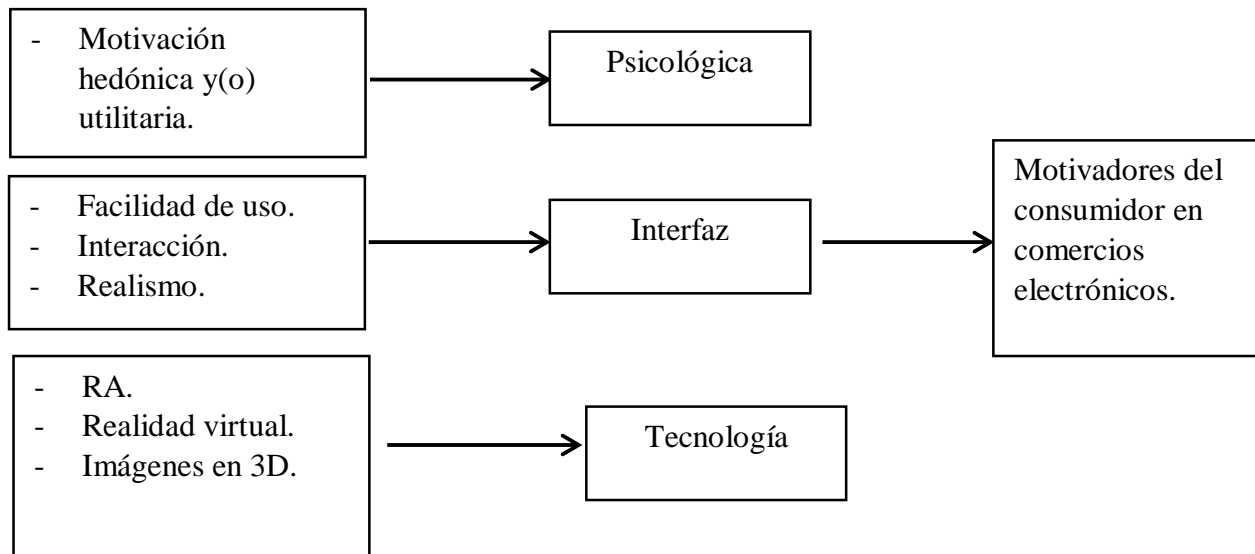 - Motivación
hedónica y(o)
utilitaria.
Psicológica
- Facilidad de uso.
- Interacción.
- Realismo.
Interfaz
Motivadores del
consumidor en
comercios
electrónicos.
- RA.
- Realidad virtual.
- Imágenes en 3D.
Tecnología